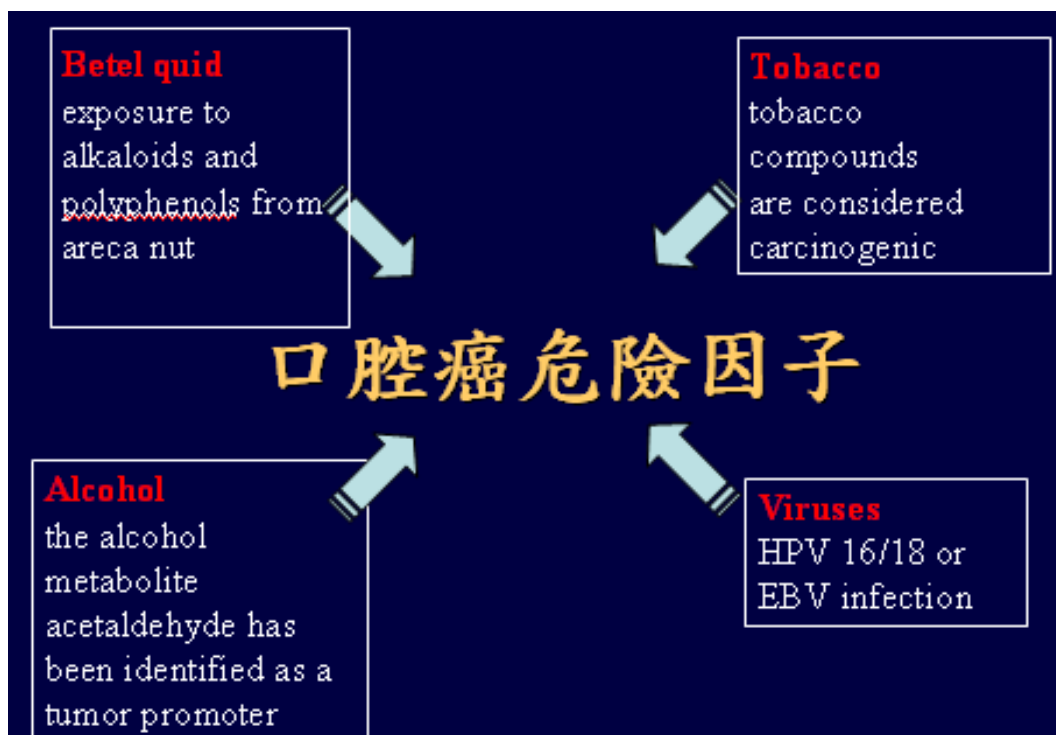 Betel quid
exposure to
alkaloids and
polyphenols from
areca nut
Tobacco
tobacco
compounds
are considered
carcinogenic
口腔癌危險因子
Alcohol
the alcohol
metabolite
acetaldehyde has
been identified as a
tumor promoter
Viruses
HPV 16/18 or
EBV infection